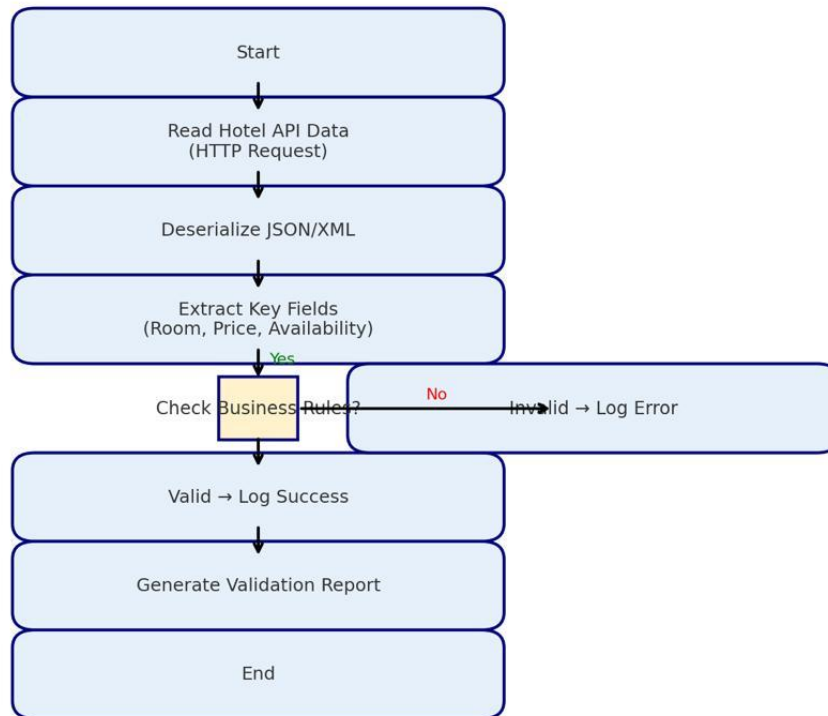 Start
Read Hotel API Data
(HTTP Request)
Deserialize JSON/XML
Extract Key Fields
(Room, Price, Availability)
Yes
Check Business Rules?
No
Invalid → Log Error
Valid → Log Success
Generate Validation Report
End